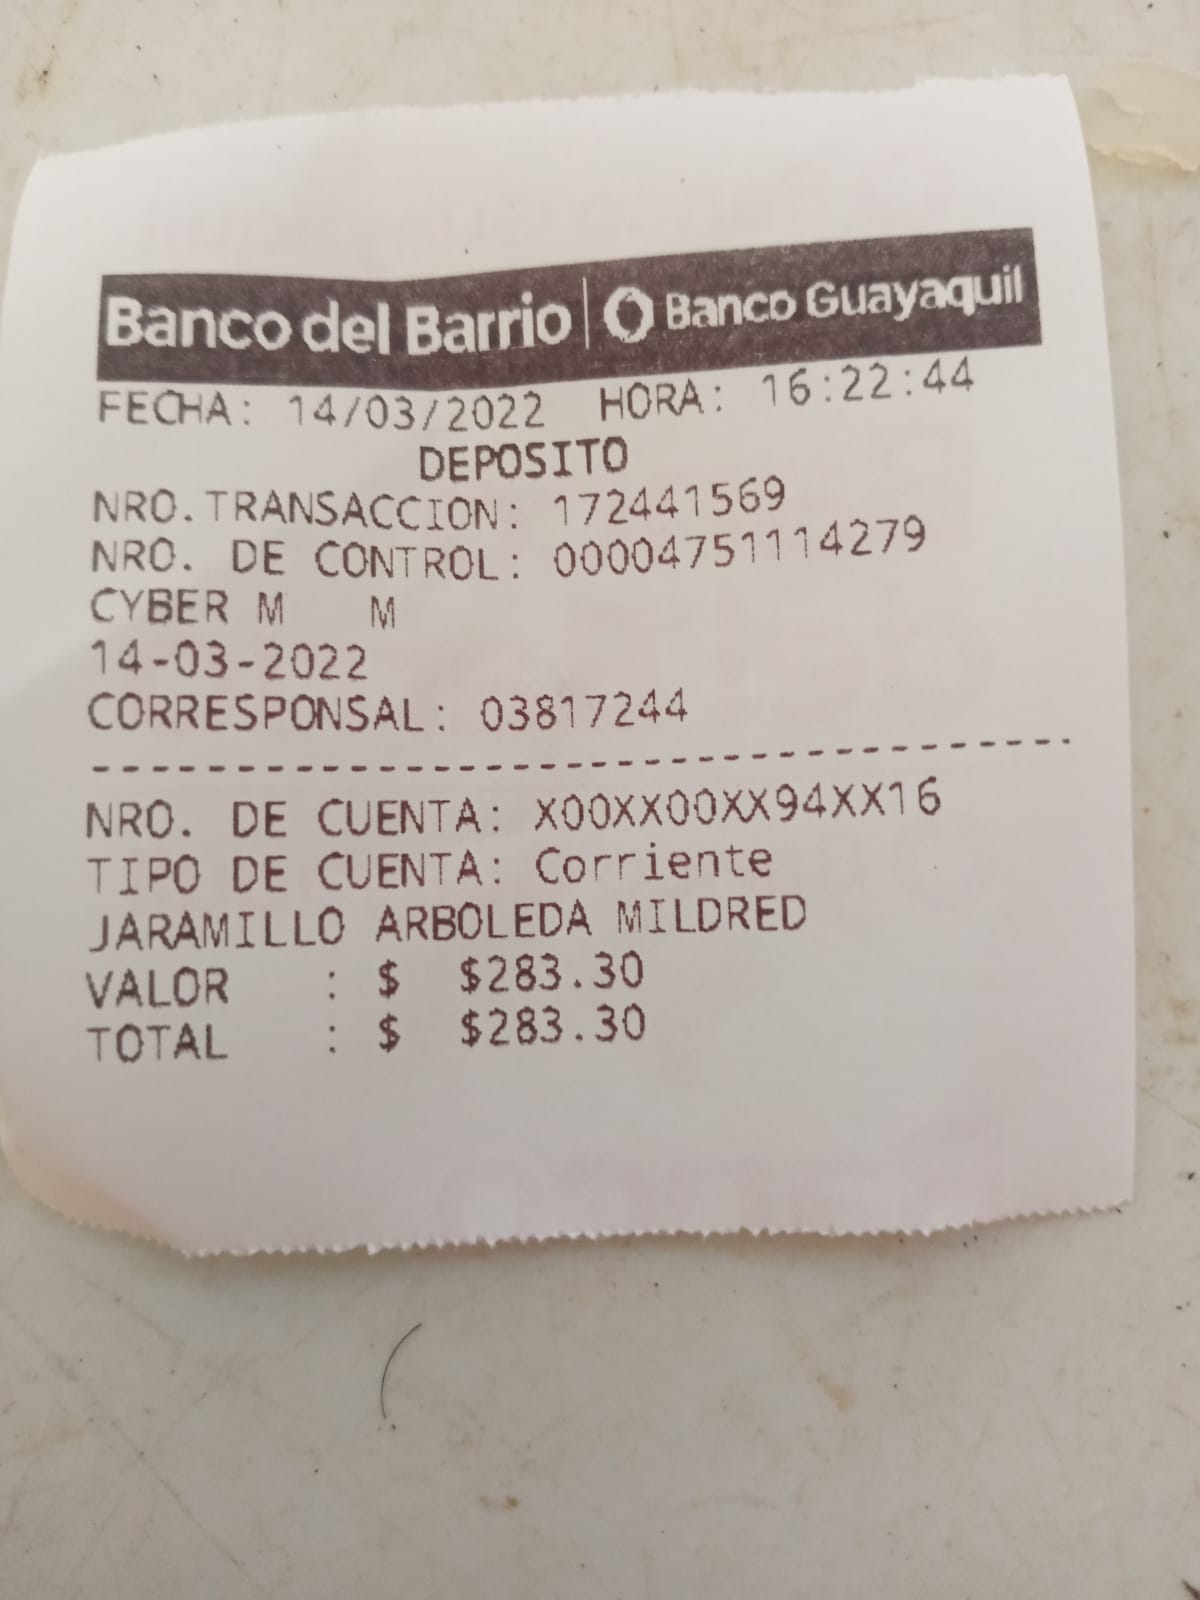 Banco del Barrio | Banco Guayaquil
FECHA: 14/03/2022 HORA: 16:22:44
DEPOSITO
NRO.TRANSACCION: 172441569
NRO. DE CONTROL: 00004751114279
CYBER M M
14-03-2022
CORRESPONSAL: 03817244
----------------------------------
NRO. DE CUENTA: X00XX00XX94XX16
TIPO DE CUENTA: Corriente
JARAMILLO ARBOLEDA MILDRED
VALOR : $ $283.30
TOTAL : $ $283.30